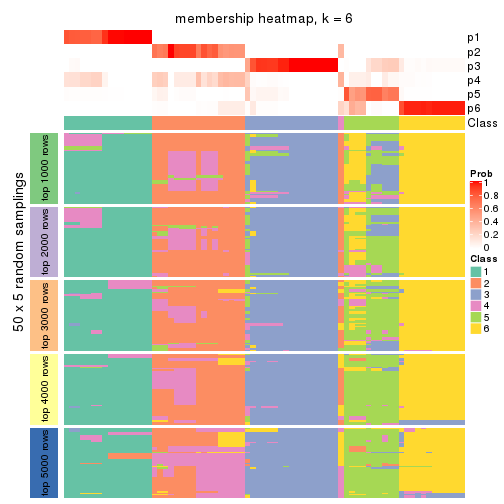 membership heatmap, k = 6
p1
p2
p3
p4
p5
p6
Class
50 x 5 random samplings
top 1000 rows
top 2000 rows
top 3000 rows
top 4000 rows
top 5000 rows
Prob
1
0.8
0.6
0.4
0.2
0
Class
1
2
3
4
5
6